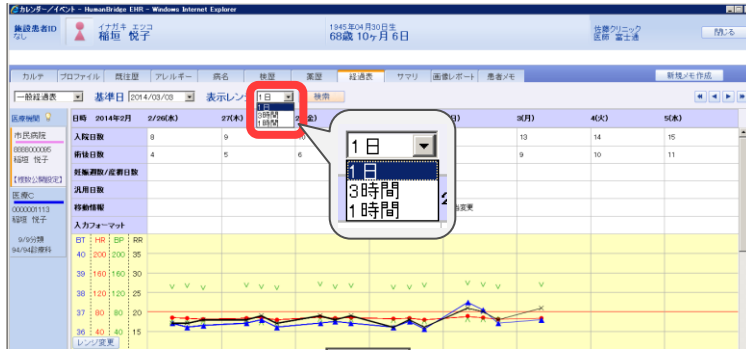 カレンダー／イベント - HumanBridge EHR - Windows Internet Explorer
施設患者ID
なし
イナガキ エツコ
稲垣 悦子
1945年04月30日生
68歳 10ヶ月 6日
佐藤クリニック
医師 富士通
閉じる
カルテ プロファイル 既往歴 アレルギー 病名 検歴 薬歴 経過表 サマリ 画像レポート 患者メモ 新規メモ作成
一般経過表 基準日 2014/03/03 表示レンジ 1日 検索
1日
3時間
1時間
医療機関 日時 2014年2月 2/26(水) 27(木) 3(月) 4(火) 5(水)
市民病院
0888000085
稲垣 悦子
【複数公開設定】
医療C
0000001113
稲垣 悦子
9/9分類
94/94診療科
入院日数 8 9 13 14 15
術後日数 4 5 6 9 10 11
妊娠週数/産褥日数
汎用日数
移動情報
入力フォーマット
1日
1日
3時間
1時間
BT HR BP RR
40 200 200 35
39 160 160 30
38 120 120 25
37 80 80 20
36 40 40 15
レンジ変更